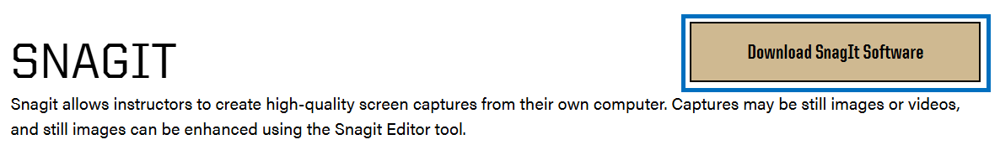 SNAGIT
Download SnagIt Software
Snagit allows instructors to create high-quality screen captures from their own computer. Captures may be still images or videos,
and still images can be enhanced using the Snagit Editor tool.